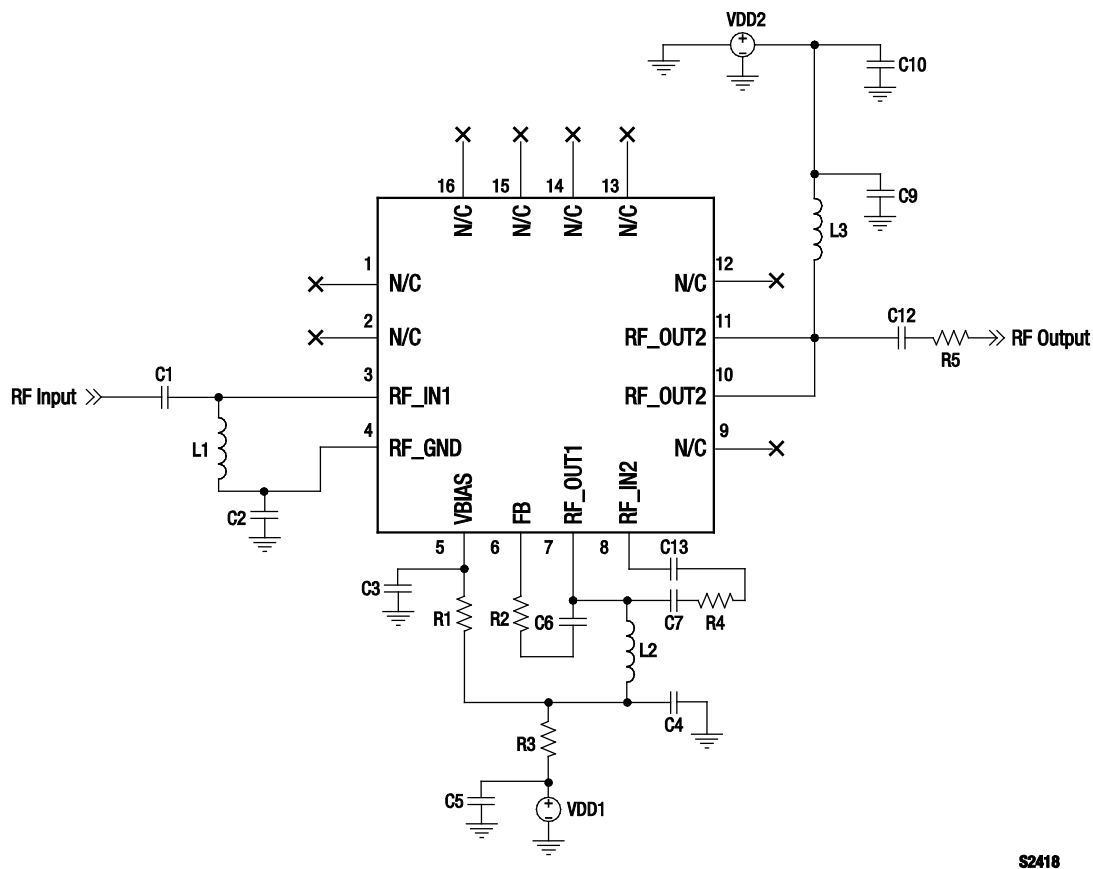 VDD2
+
−
C10
C9
L3
16 15 14 13
N/C N/C N/C N/C
1 N/C
2 N/C
3 RF_IN1
4 RF_GND
12 N/C
11 RF_OUT2
10 RF_OUT2
9 N/C
C12
R5
RF Output
RF Input
C1
L1
C2
VBIAS FB RF_OUT1 RF_IN2
5 6 7 8
C13
C3
R1
R2
C6
C7
R4
L2
C4
R3
C5
+
−
VDD1
S2418